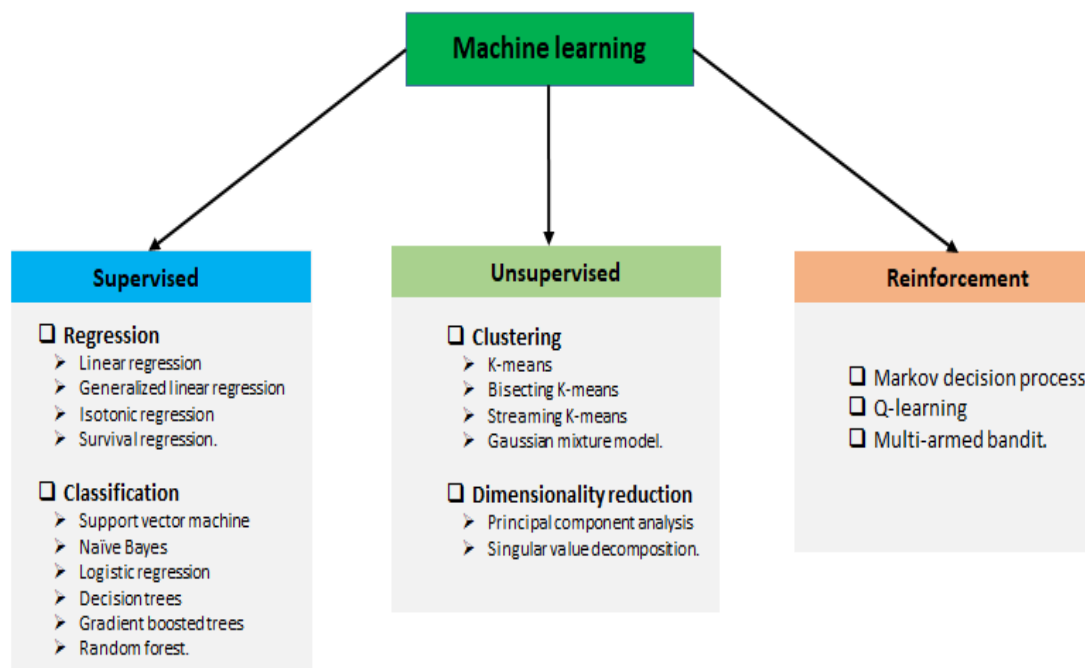 Machine learning
Supervised
Regression
Linear regression
Generalized linear regression
Isotonic regression
Survival regression.
Classification
Support vector machine
Naïve Bayes
Logistic regression
Decision trees
Gradient boosted trees
Random forest.
Unsupervised
Clustering
K-means
Bisecting K-means
Streaming K-means
Gaussian mixture model.
Dimensionality reduction
Principal component analysis
Singular value decomposition.
Reinforcement
Markov decision process
Q-learning
Multi-armed bandit.